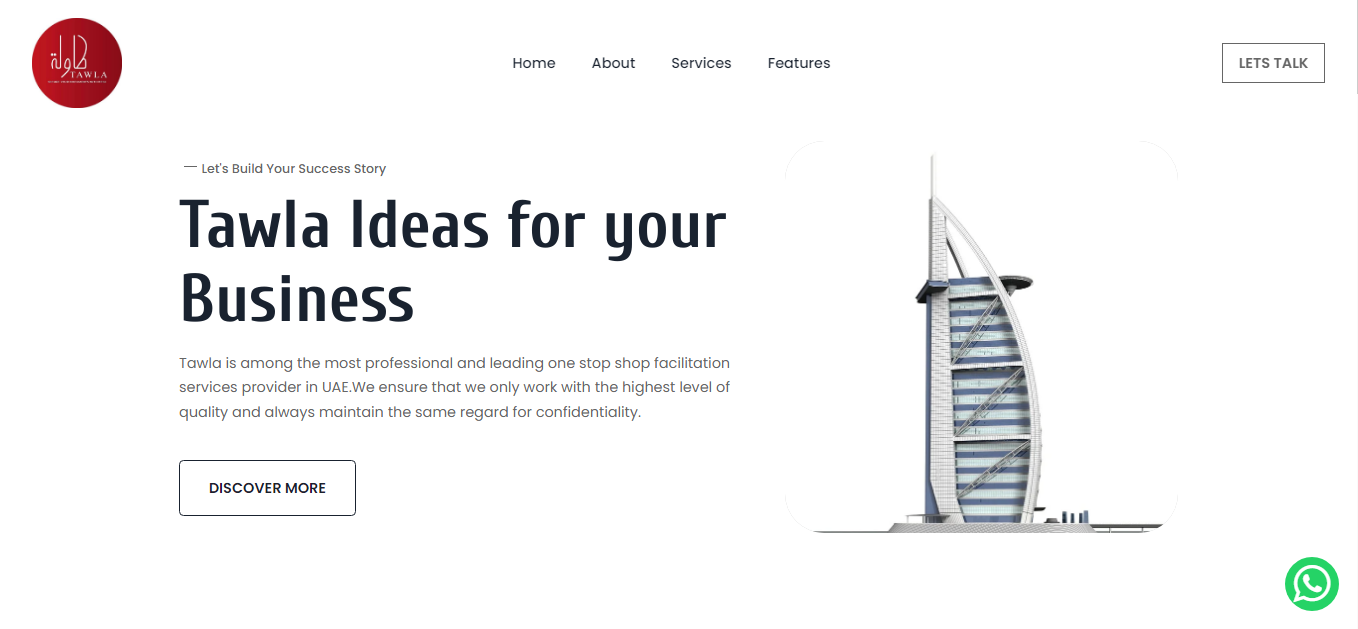 طاولة
TAWLA
Home About Services Features
LETS TALK
Let's Build Your Success Story
Tawla Ideas for your
Business
Tawla is among the most professional and leading one stop shop facilitation
services provider in UAE.We ensure that we only work with the highest level of
quality and always maintain the same regard for confidentiality.
DISCOVER MORE